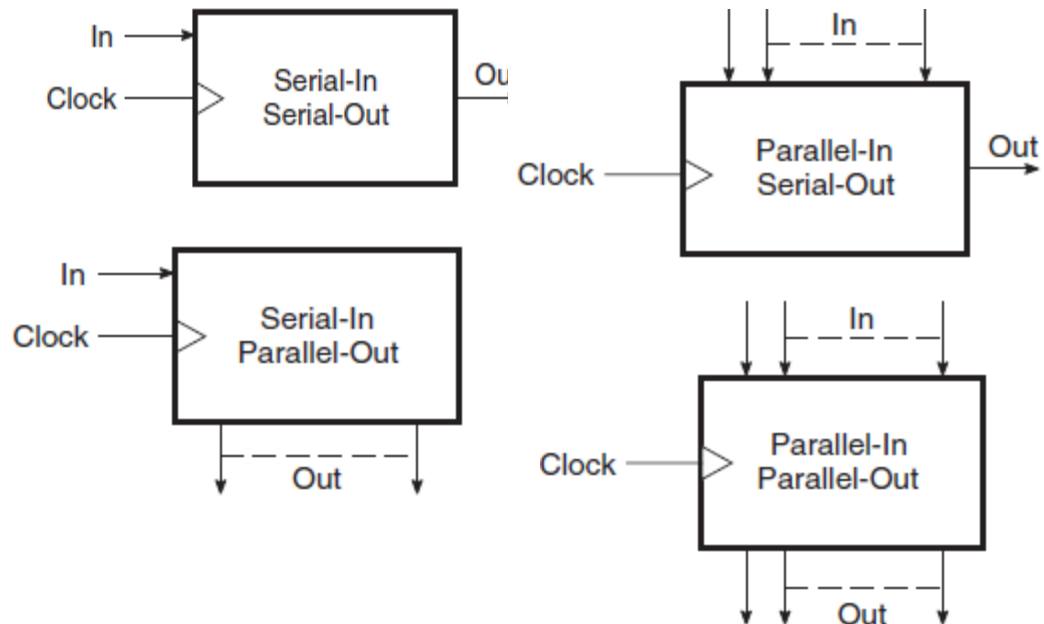 In
Clock
Serial-In
Serial-Out
In
Clock
Parallel-In
Serial-Out
Out
In
Clock
Serial-In
Parallel-Out
Out
In
Clock
Parallel-In
Parallel-Out
Out